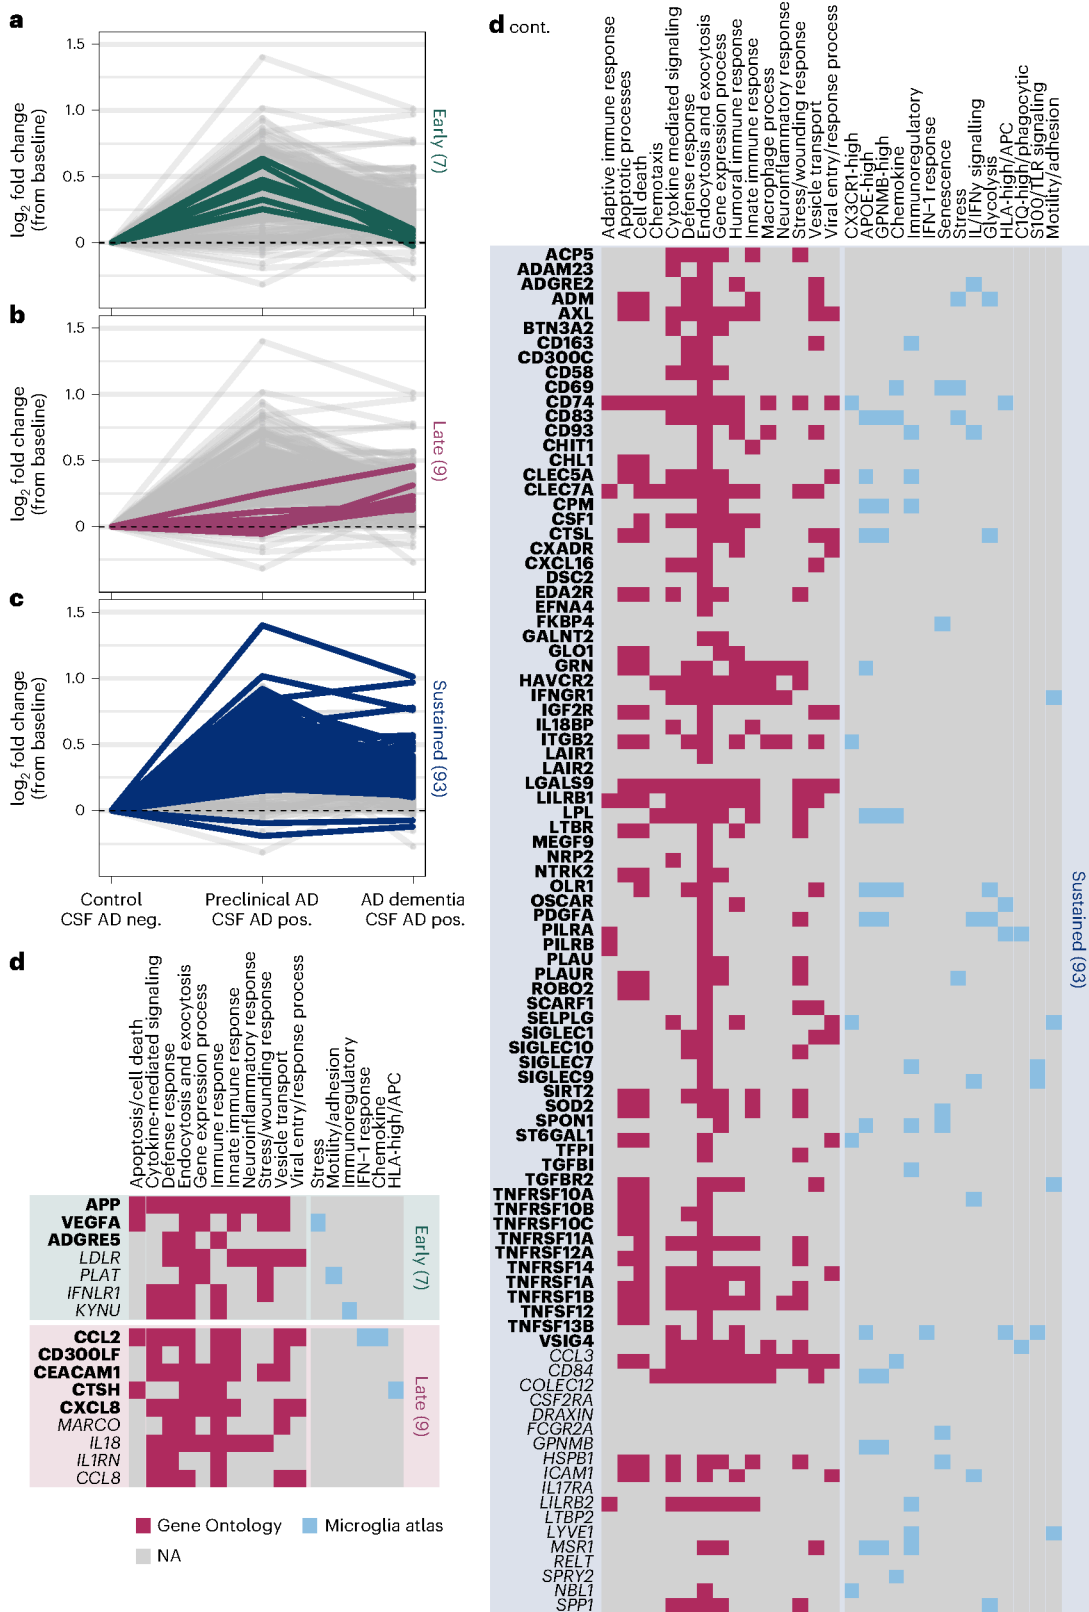 a
1.5
1.0
0.5
0
log2 fold change
(from baseline)
Early (7)
b
1.5
1.0
0.5
0
log2 fold change
(from baseline)
Late (9)
c
1.5
1.0
0.5
0
log2 fold change
(from baseline)
Sustained (93)
Control
CSF AD neg.
Preclinical AD
CSF AD pos.
AD dementia
CSF AD pos.
d
Apoptosis/cell death
Cytokine-mediated signaling
Defense response
Endocytosis and exocytosis
Gene expression process
Immune response
Innate immune response
Neuroinflammatory response
Stress/wounding response
Vesicle transport
Viral entry/response process
Stress
Motility/adhesion
Immunoregulatory
IFN-1 response
Chemokine
HLA-high/APC
APP
VEGFA
ADGRE5
LDLR
PLAT
IFNLR1
KYNU
Early (7)
CCL2
CD300LF
CEACAM1
CTSH
CXCL8
MARCO
IL18
IL1RN
CCL8
Late (9)
Gene Ontology
Microglia atlas
NA
d cont.
Adaptive immune response
Apoptotic processes
Cell death
Chemotaxis
Cytokine mediated signaling
Defense response
Endocytosis and exocytosis
Gene expression process
Humoral immune response
Innate immune response
Macrophage process
Neuroinflammatory response
Stress/wounding response
Vesicle transport
Viral entry/response process
CX3CR1-high
APOE-high
GPNMB-high
Chemokine
Immunoregulatory
IFN-1 response
Senescence
Stress
IL/IFNγ signalling
Glycolysis
HLA-high/APC
C1Q-high/phagocytic
S100/TLR signaling
Motility/adhesion
ACP5
ADAM23
ADGRE2
ADM
AXL
BTN3A2
CD163
CD300C
CD58
CD69
CD74
CD83
CD93
CHIT1
CHL1
CLEC5A
CLEC7A
CPM
CSF1
CTSL
CXADR
CXCL16
DSC2
EDA2R
EFNA4
FKBP4
GALNT2
GLO1
GRN
HAVCR2
IFNGR1
IGF2R
IL18BP
ITGB2
LAIR1
LAIR2
LGALS9
LILRB1
LPL
LTBR
MEGF9
NRP2
NTRK2
OLR1
OSCAR
PDGFA
PILRA
PILRB
PLAU
PLAUR
ROBO2
SCARF1
SELPLG
SIGLEC1
SIGLEC10
SIGLEC7
SIGLEC9
SIRT2
SOD2
SPON1
ST6GAL1
TFPI
TGFBI
TGFBR2
TNFRSF10A
TNFRSF10B
TNFRSF10C
TNFRSF11A
TNFRSF12A
TNFRSF14
TNFRSF1A
TNFRSF1B
TNFSF12
TNFSF13B
VSIG4
CCL3
CD84
COLEC12
CSF2RA
DRAXIN
FCGR2A
GPNMB
HSPB1
ICAM1
IL17RA
LILRB2
LTBP2
LYVE1
MSR1
RELT
SPRY2
NBL1
SPP1
Sustained (93)